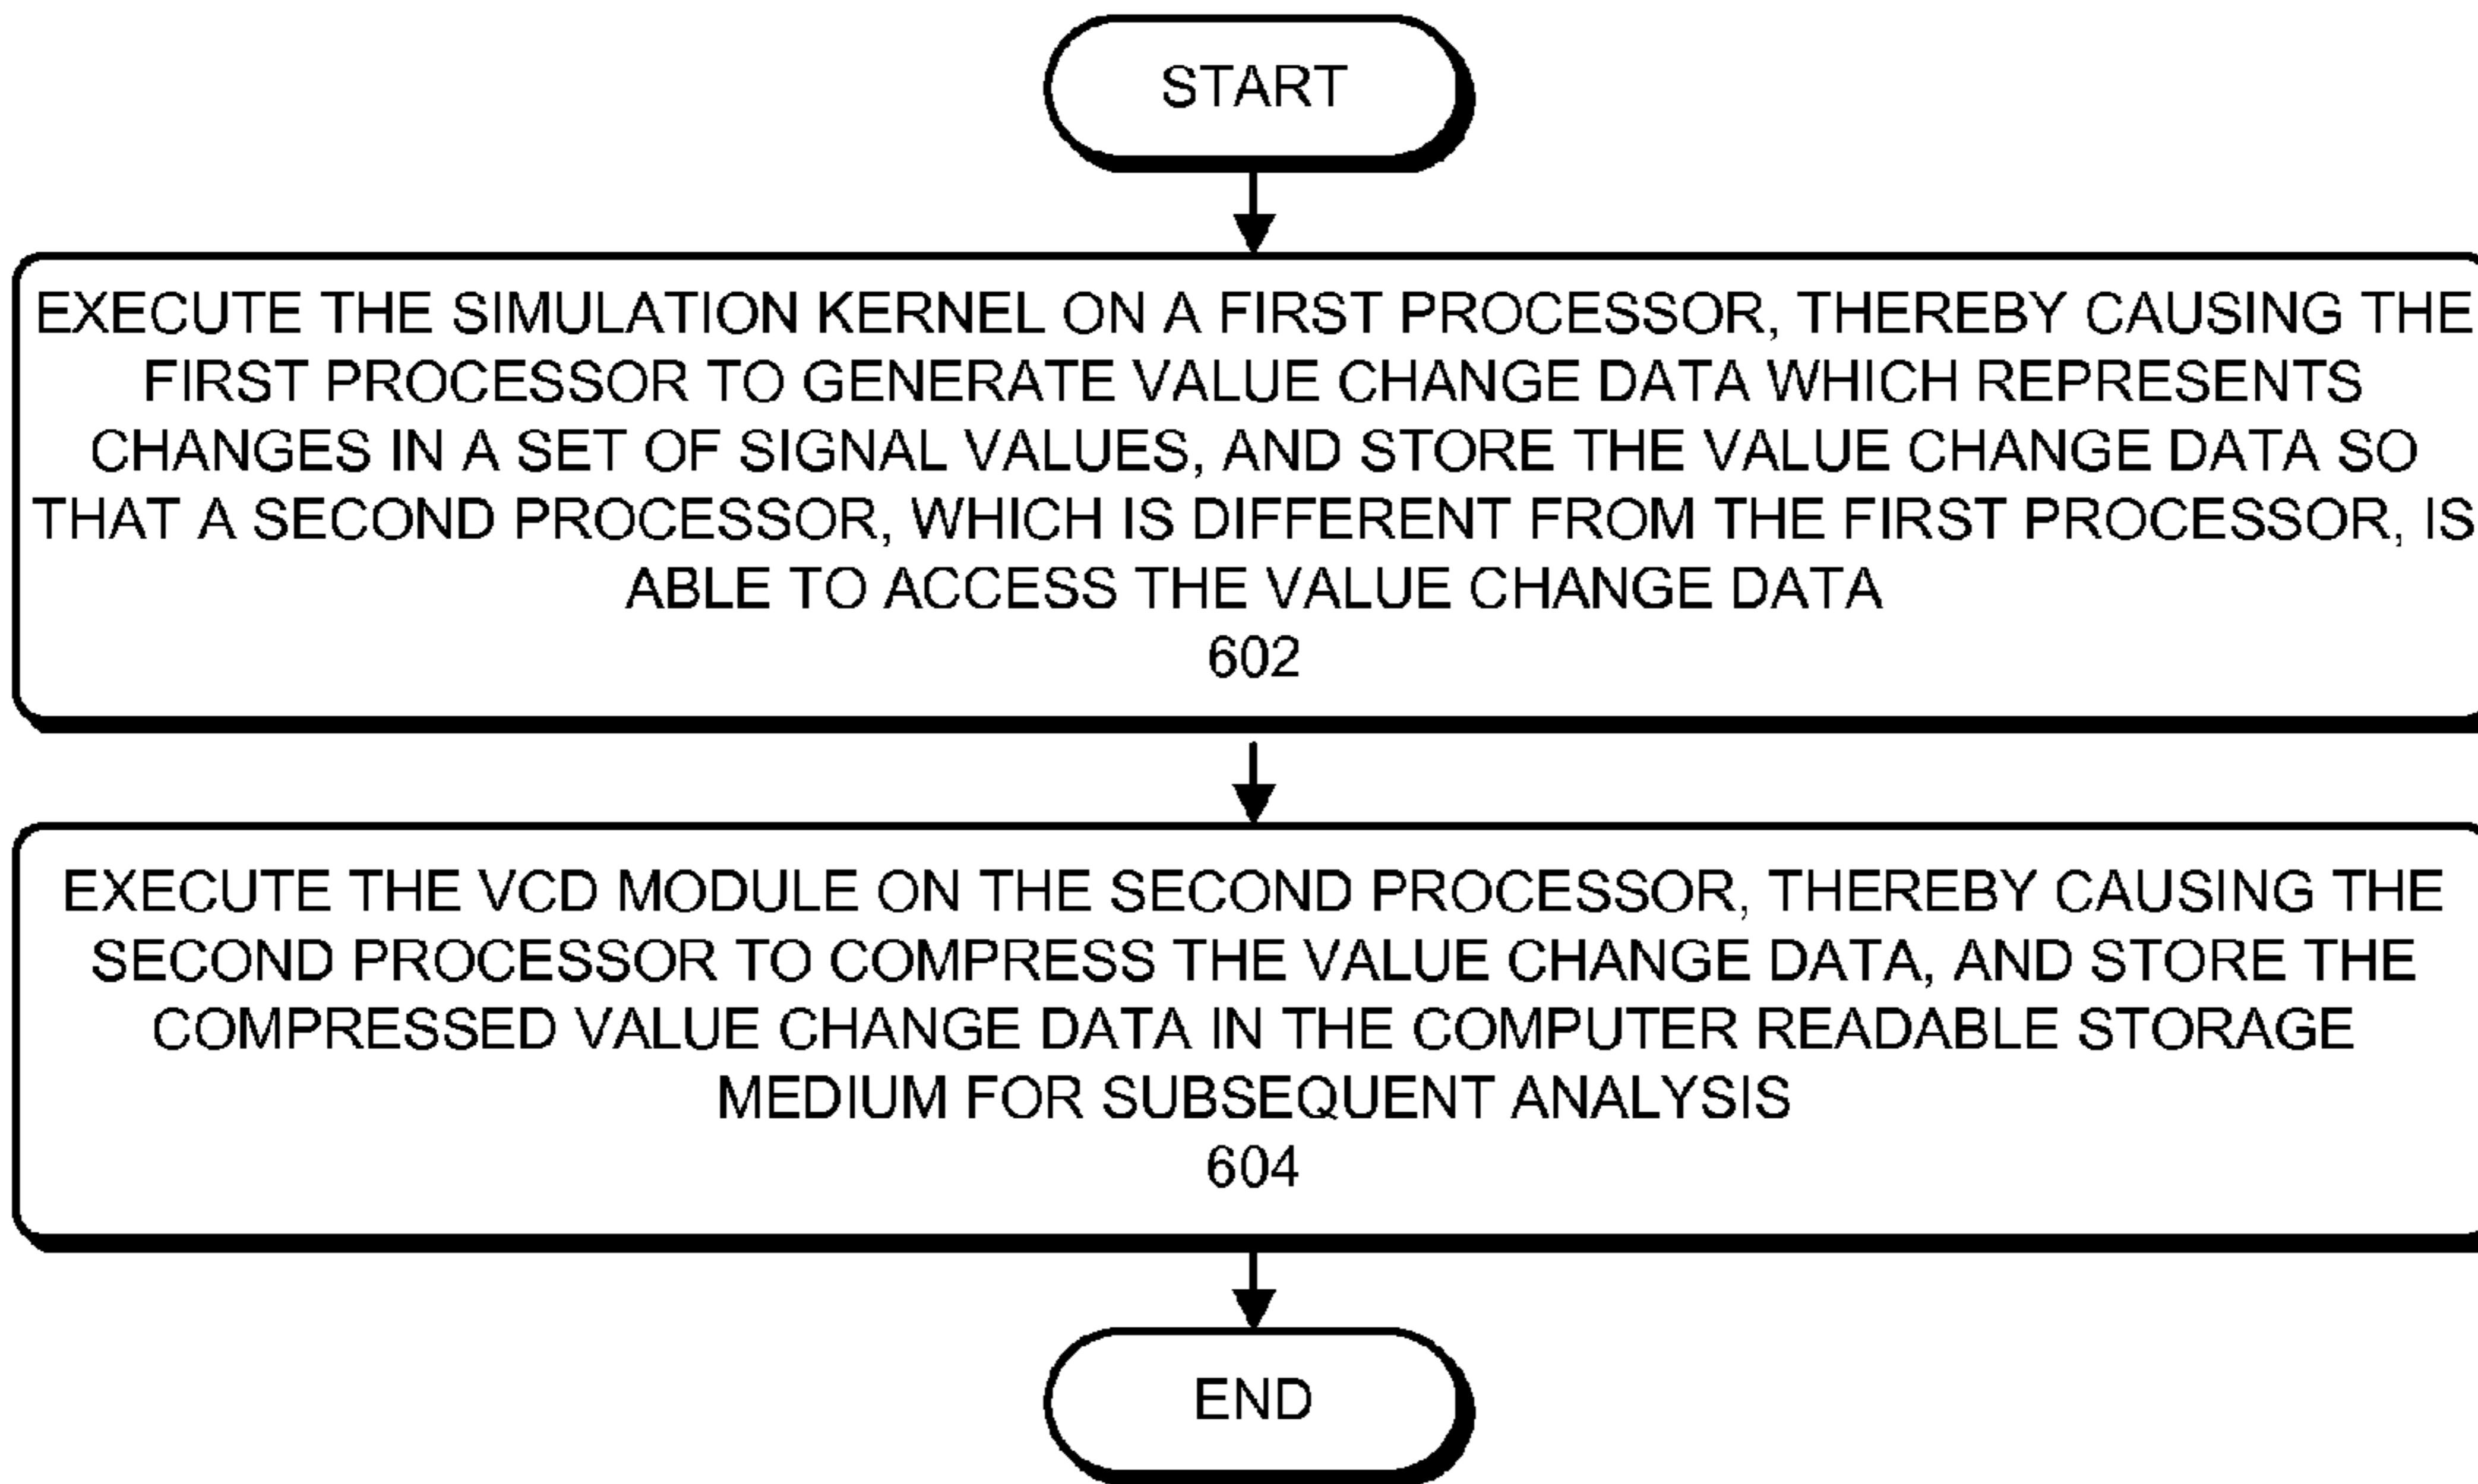 START
EXECUTE THE SIMULATION KERNEL ON A FIRST PROCESSOR, THEREBY CAUSING THE
FIRST PROCESSOR TO GENERATE VALUE CHANGE DATA WHICH REPRESENTS
CHANGES IN A SET OF SIGNAL VALUES, AND STORE THE VALUE CHANGE DATA SO
THAT A SECOND PROCESSOR, WHICH IS DIFFERENT FROM THE FIRST PROCESSOR, IS
ABLE TO ACCESS THE VALUE CHANGE DATA
602
EXECUTE THE VCD MODULE ON THE SECOND PROCESSOR, THEREBY CAUSING THE
SECOND PROCESSOR TO COMPRESS THE VALUE CHANGE DATA, AND STORE THE
COMPRESSED VALUE CHANGE DATA IN THE COMPUTER READABLE STORAGE
MEDIUM FOR SUBSEQUENT ANALYSIS
604
END